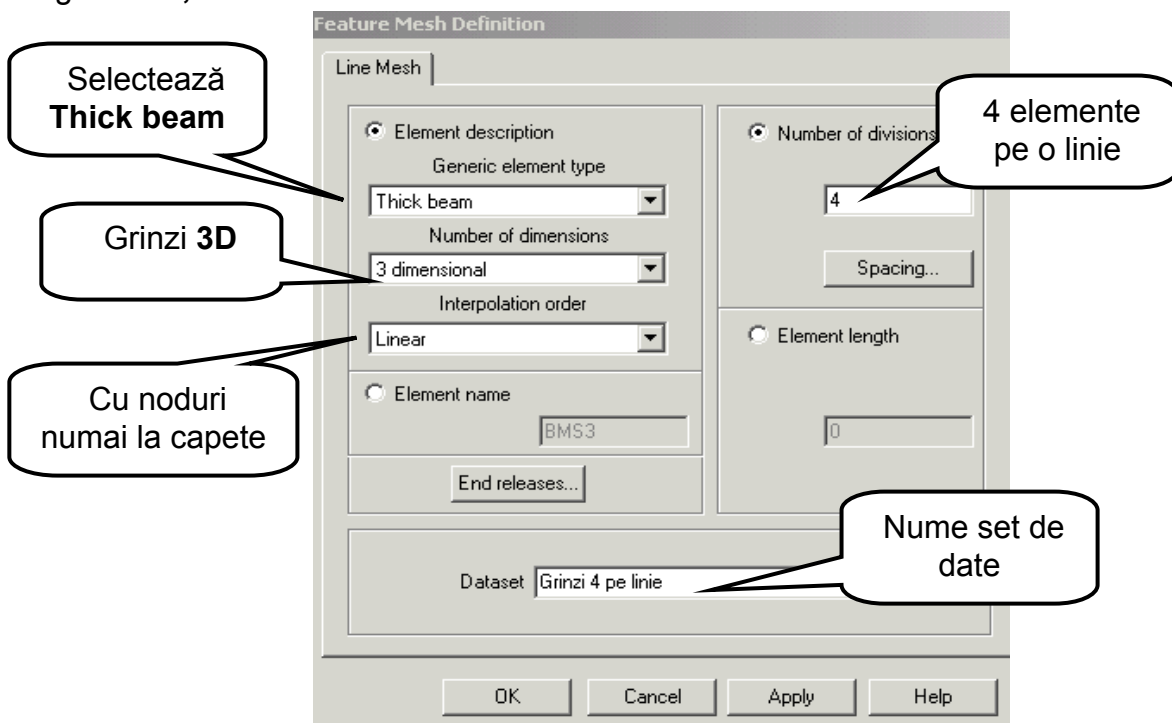 Feature Mesh Definition
Line Mesh
Selectează
Thick beam
Element description
Generic element type
Thick beam
Number of dimensions
3 dimensional
Interpolation order
Linear
Element name
BMS3
End releases...
Number of divisions
4
Spacing...
Element length
0
4 elemente
pe o linie
Grinzi 3D
Cu noduri
numai la capete
Nume set de
date
Dataset Grinzi 4 pe linie
OK Cancel Apply Help